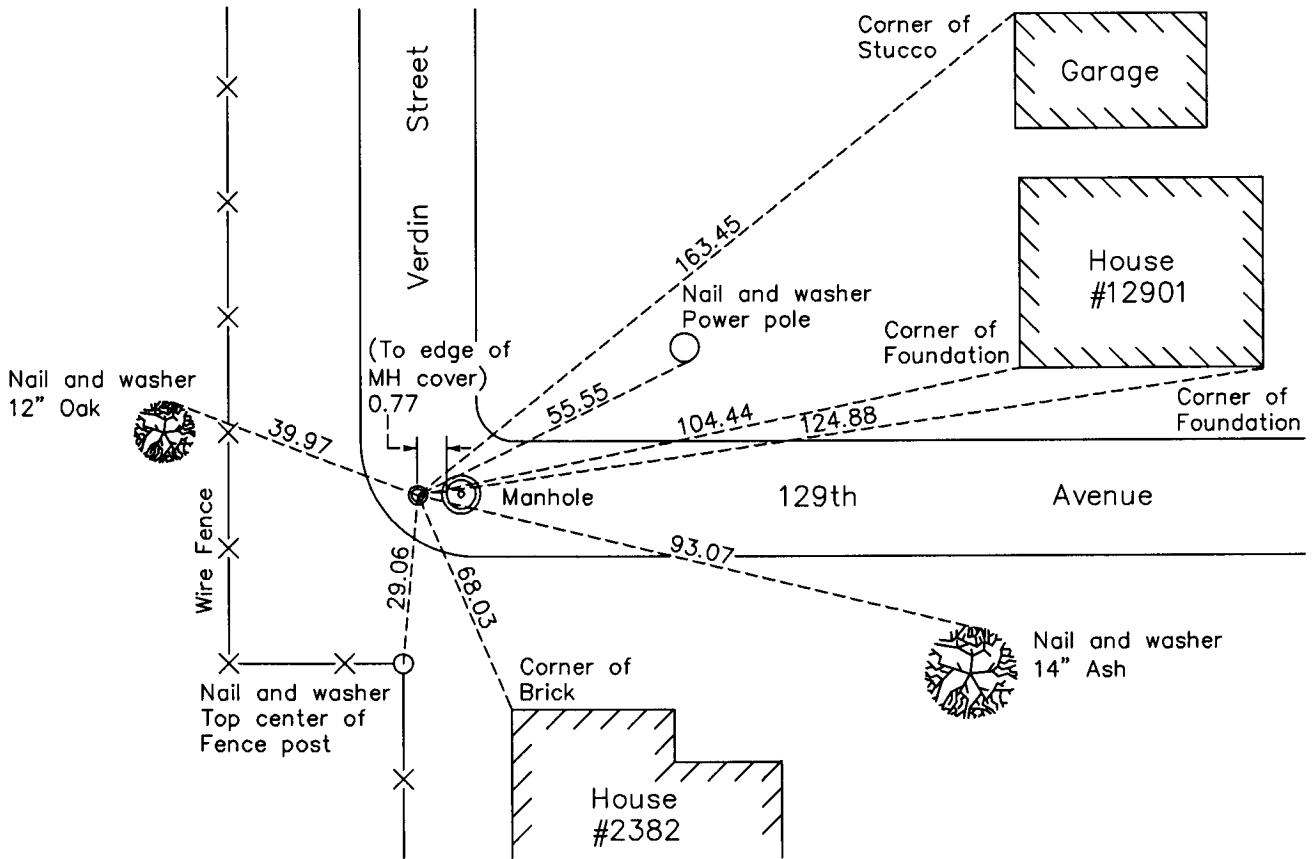 Corner of
Stucco
Garage
Verdin Street
163.45
House
#12901
Nail and washer
Power pole
Corner of
Foundation
(To edge of
MH cover)
0.77
Nail and washer
12" Oak
39.97
55.55
104.44
124.88
Corner of
Foundation
Manhole
129th Avenue
Wire Fence
29.06
68.03
93.07
Nail and washer
14" Ash
Corner of
Brick
Nail and washer
Top center of
Fence post
House
#2382